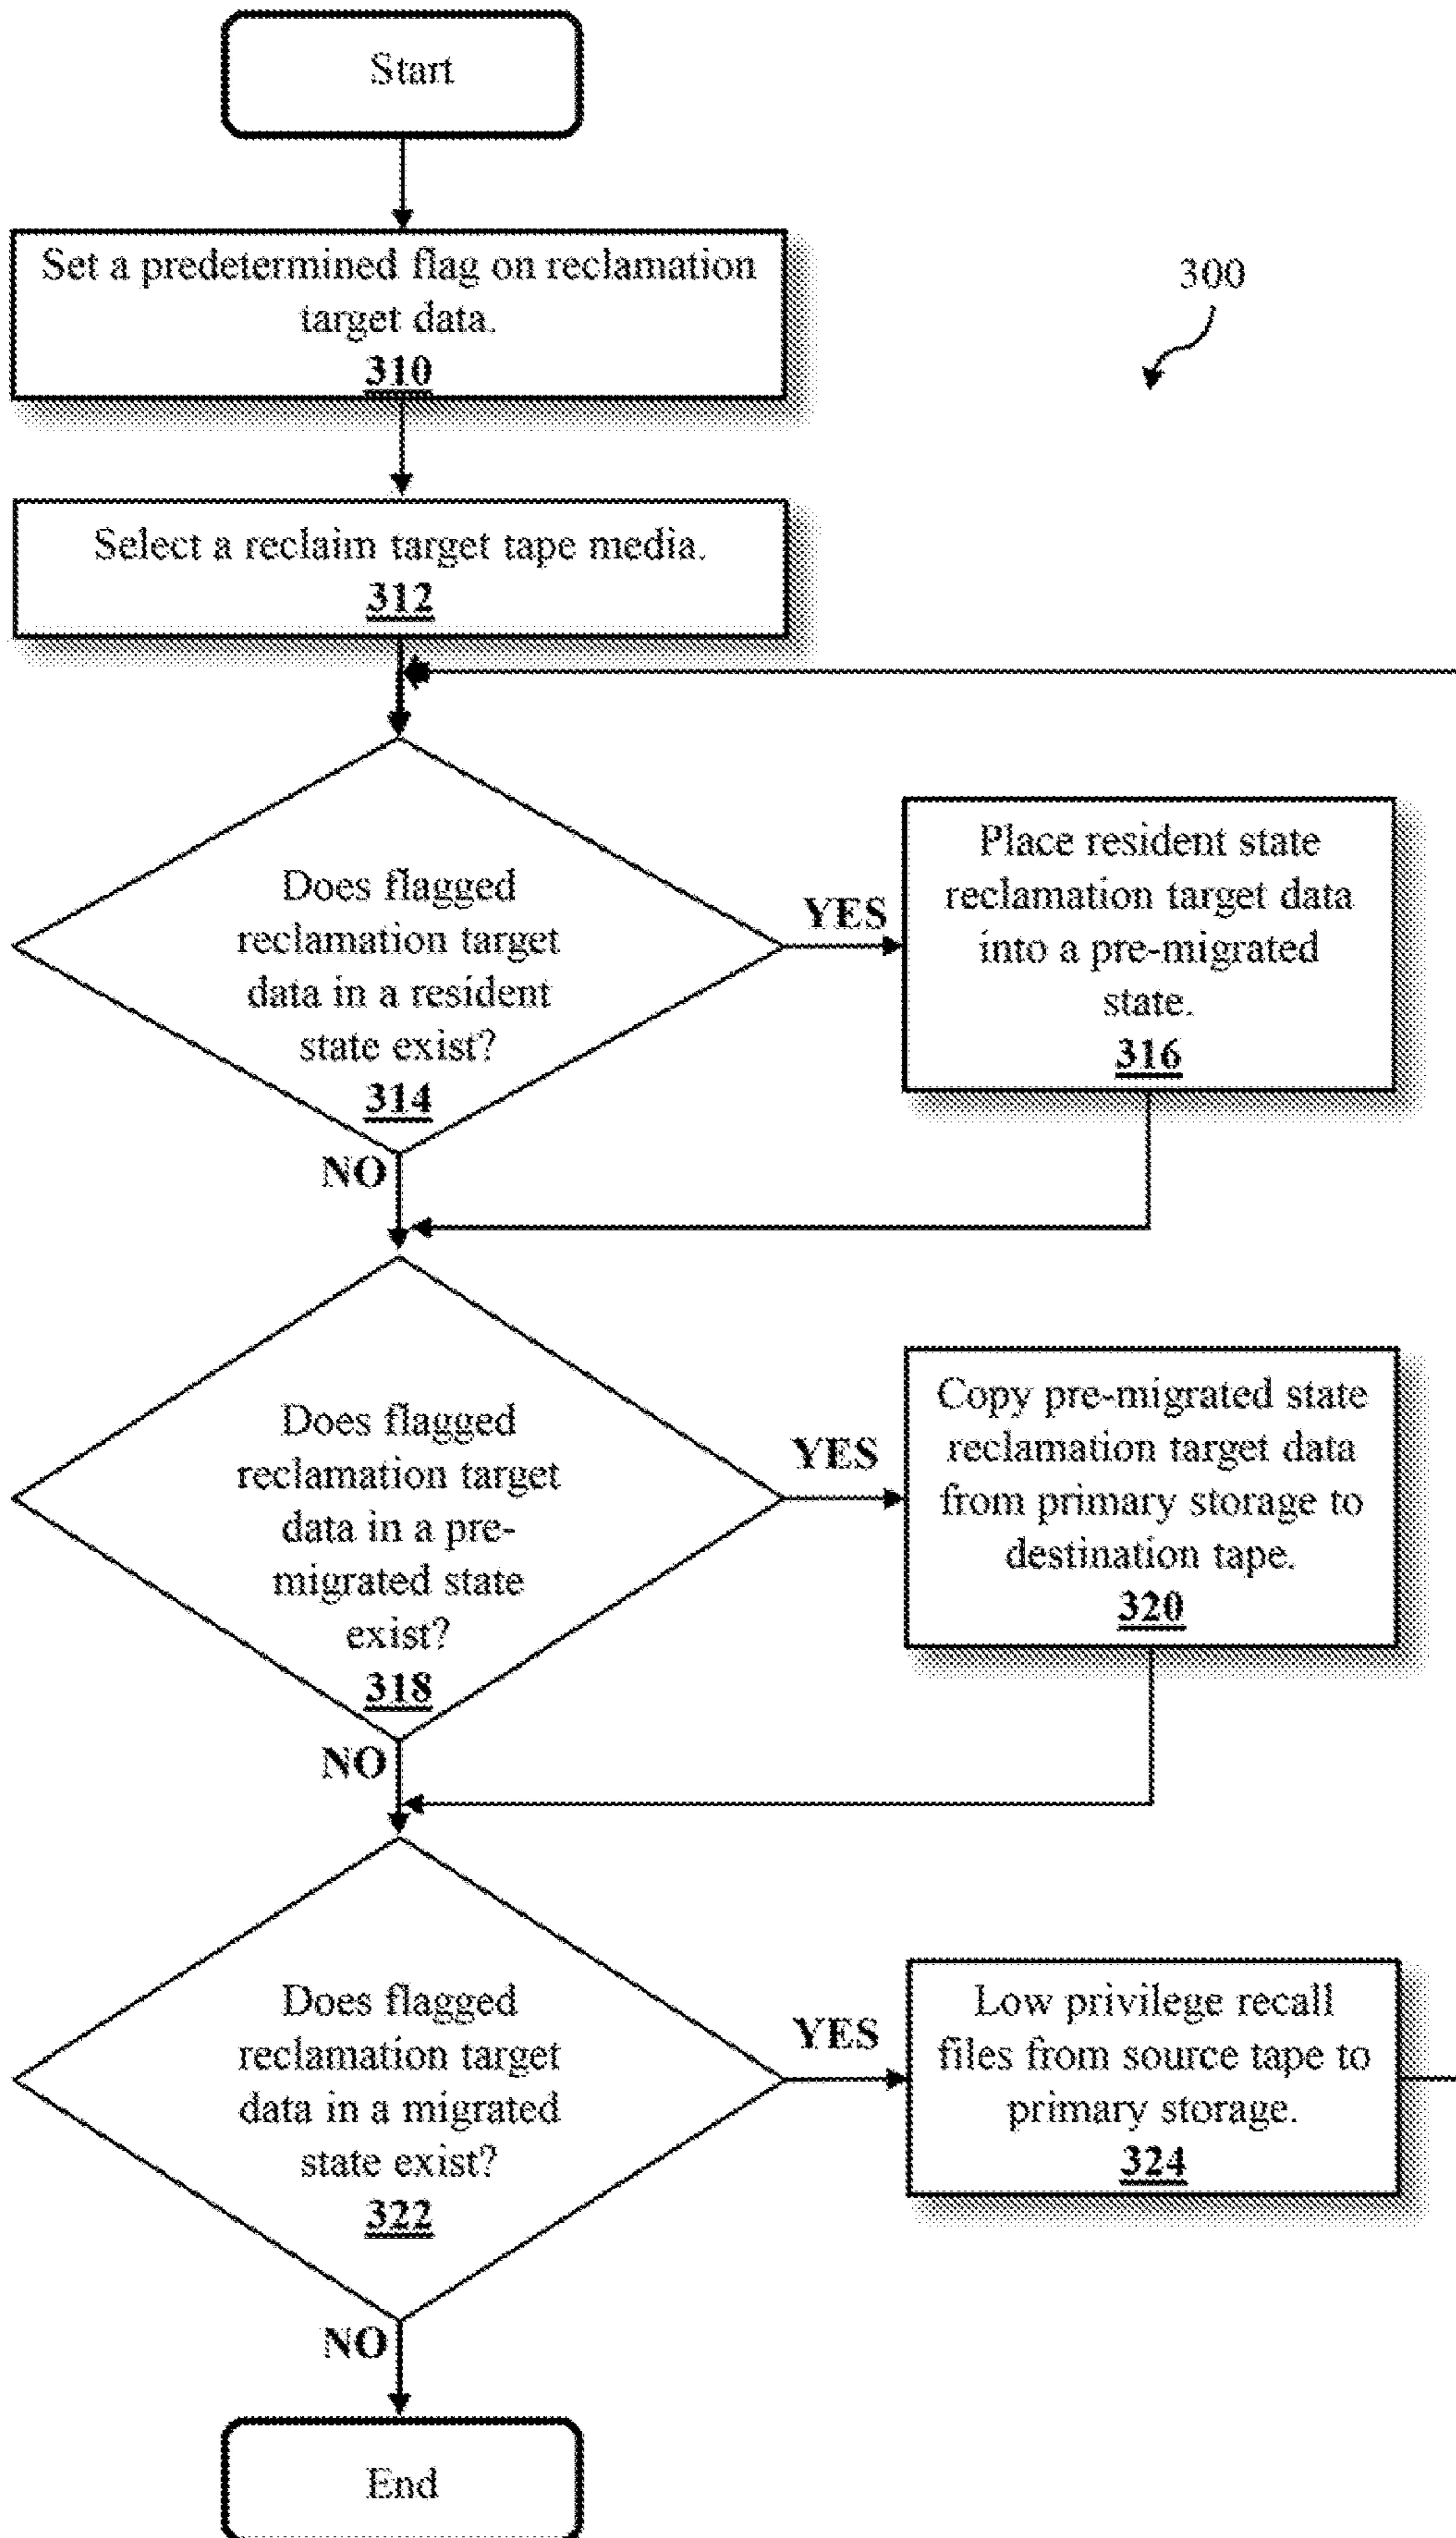 Start
Set a predetermined flag on reclamation
target data.
310
300
Select a reclaim target tape media.
312
Does flagged
reclamation target
data in a resident
state exist?
314
YES
Place resident state
reclamation target data
into a pre-migrated
state.
316
NO
Does flagged
reclamation target
data in a pre-
migrated state
exist?
318
YES
Copy pre-migrated state
reclamation target data
from primary storage to
destination tape.
320
NO
Does flagged
reclamation target
data in a migrated
state exist?
322
YES
Low privilege recall
files from source tape to
primary storage.
324
NO
End